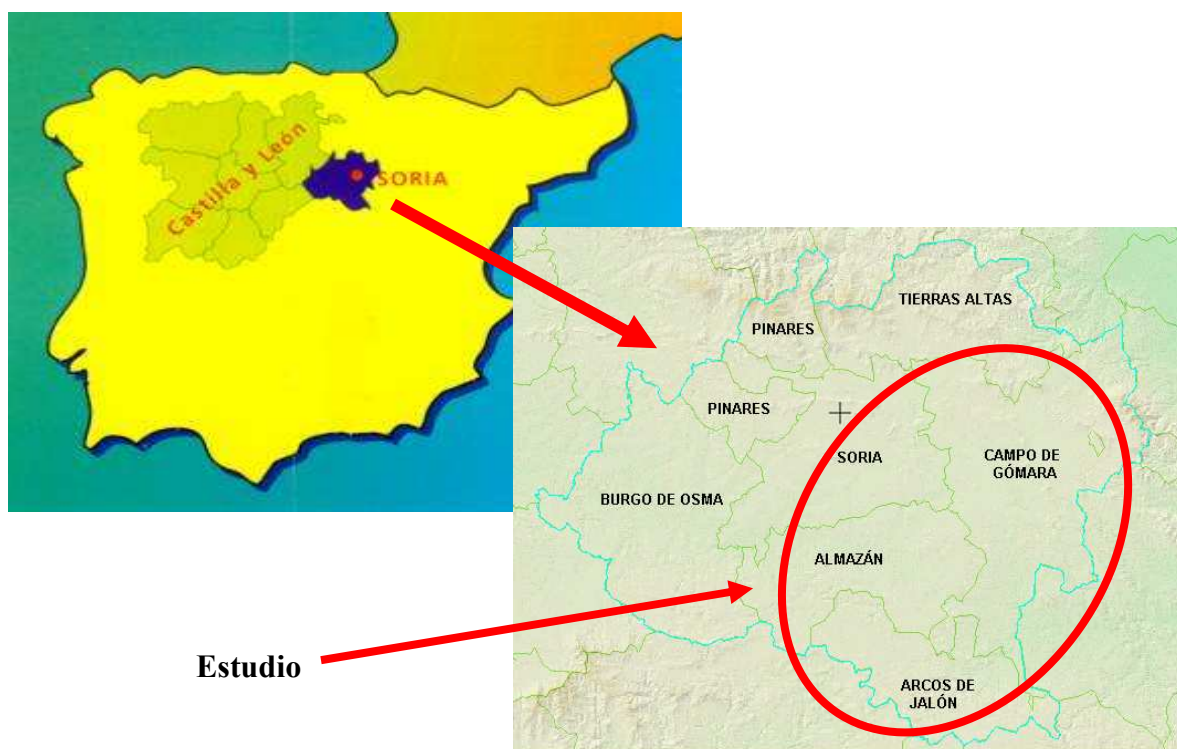 Castilla y León
SORIA
TIERRAS ALTAS
PINARES
PINARES
SORIA
CAMPO DE
GÓMARA
BURGO DE OSMA
ALMAZÁN
Estudio
ARCOS DE
JALÓN